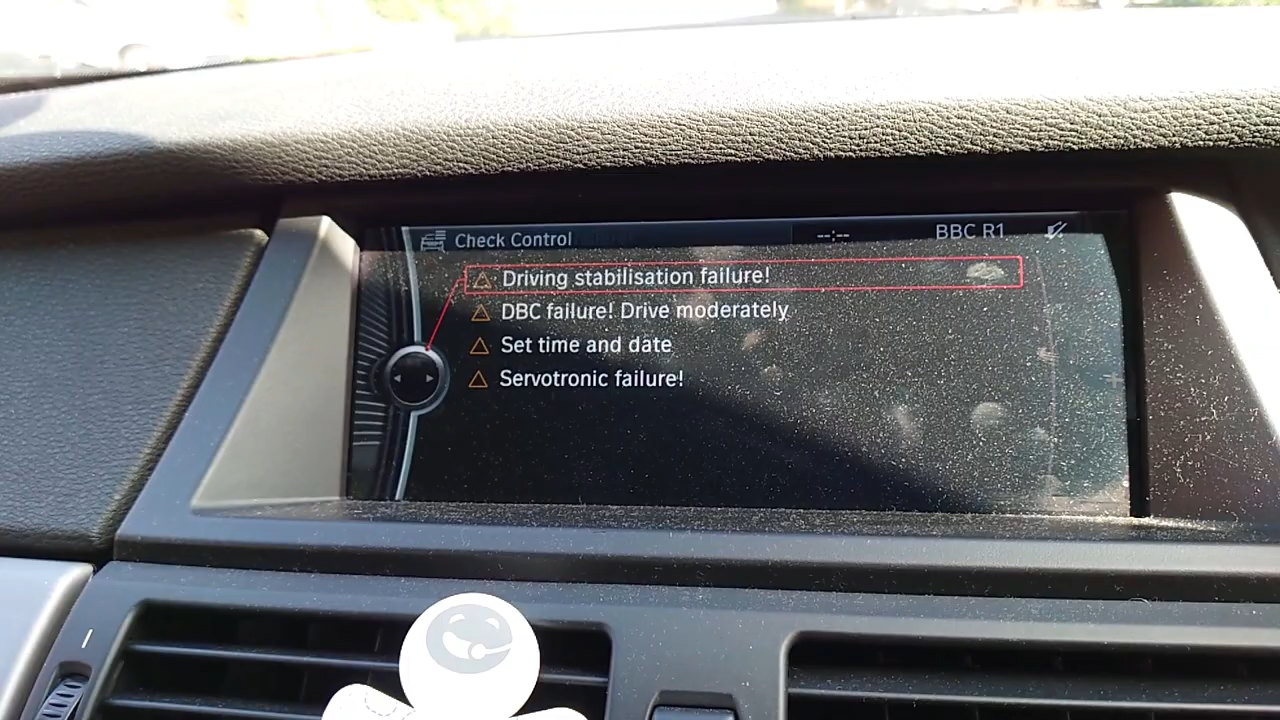 Check Control
--:--
BBC R1
Driving stabilisation failure!
DBC failure! Drive moderately
Set time and date
Servotronic failure!